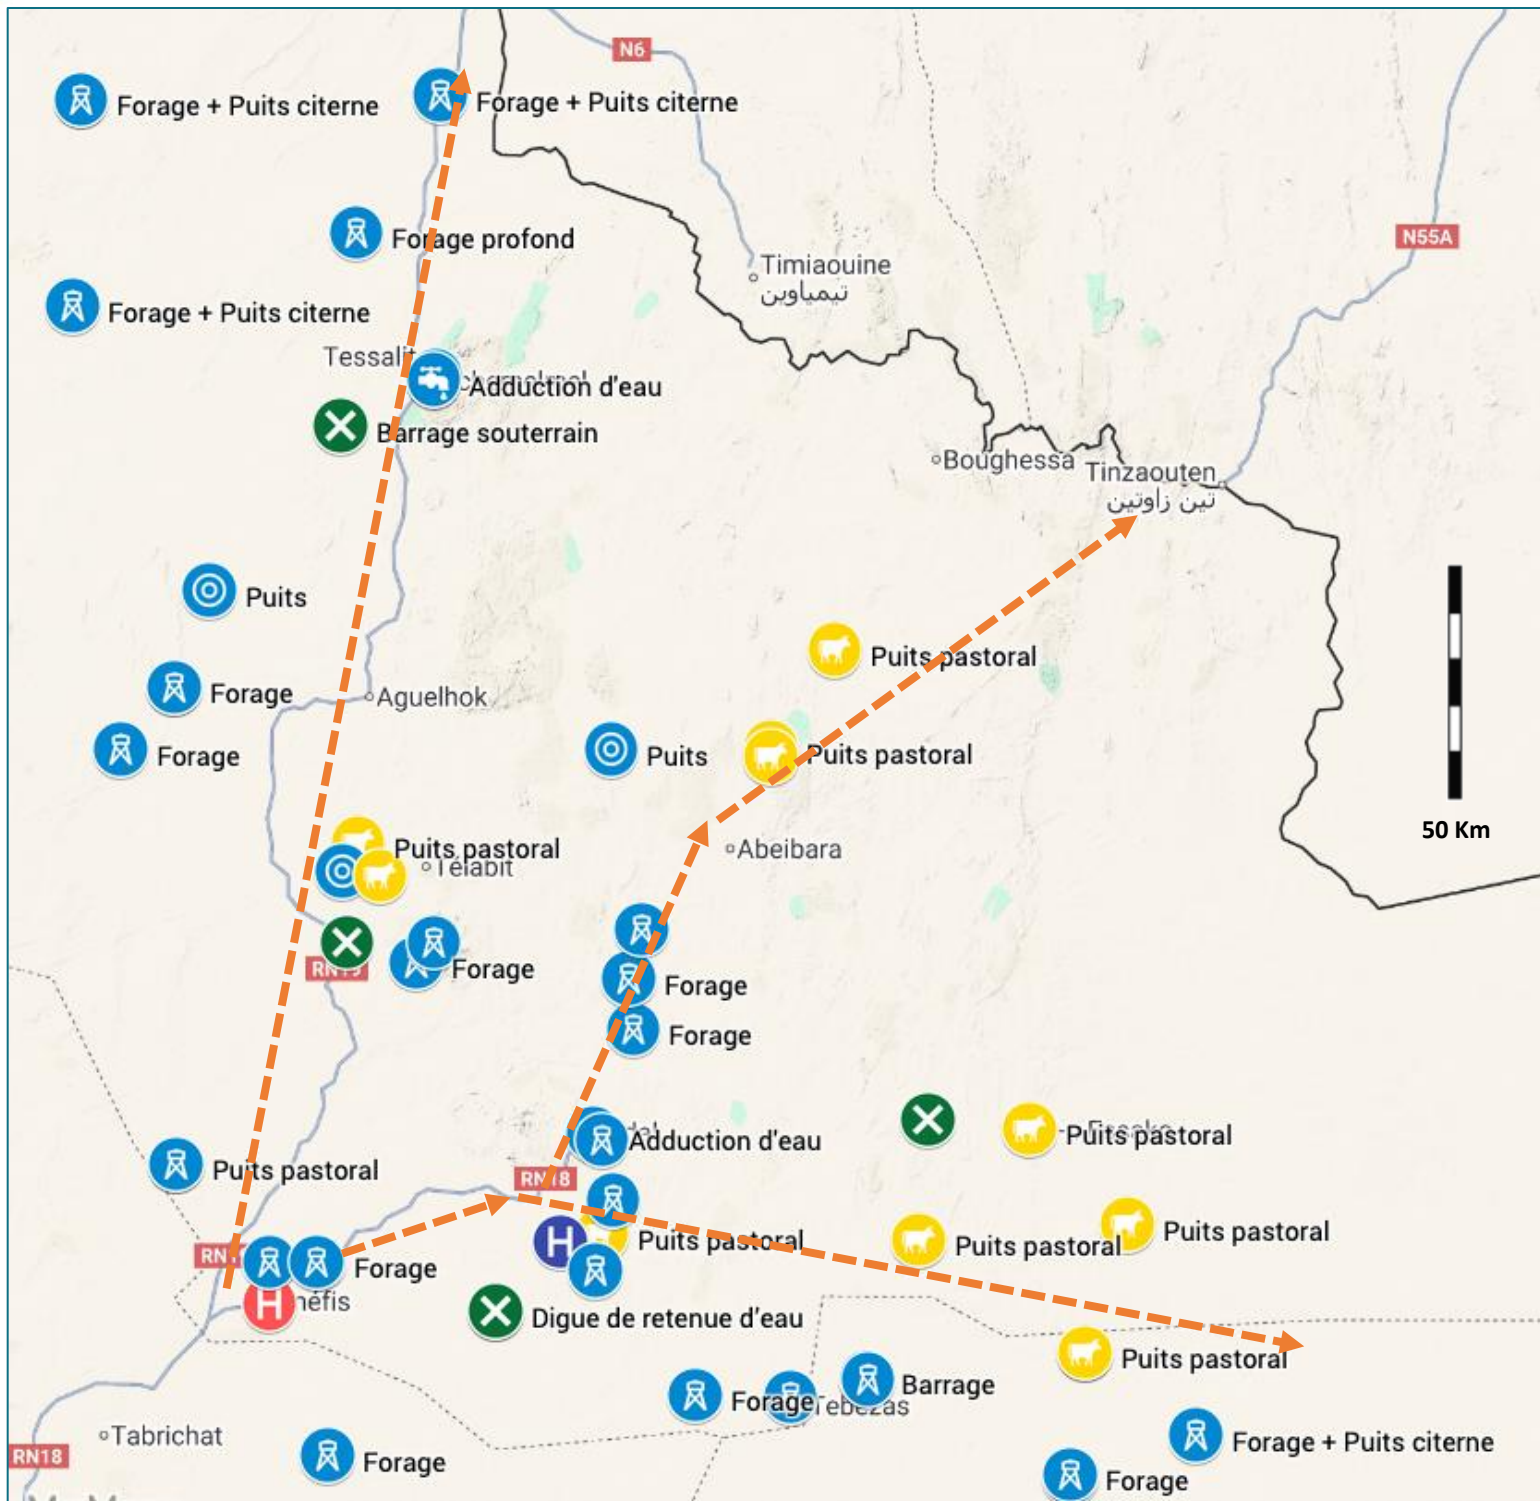 N6
Forage + Puits citerne
Forage + Puits citerne
N55A
Forage profond
Timiaouine
تيمياوين
Forage + Puits citerne
Tessalit
Adduction d'eau
Barrage souterrain
Boughessa
Tinzaouten
تين زاوتين
Puits
Puits pastoral
Forage
Aguelhok
Forage
Puits
Puits pastoral
50 Km
Puits pastoral
Abeibara
Télabit
Forage
RN19
Forage
Forage
Adduction d'eau
Puits pastoral
Puits pastoral
RN18
H
Puits pastoral
Puits pastoral
Puits pastoral
Forage
H
Digue de retenue d'eau
Puits pastoral
Barrage
Forage
Tebezas
Tabrichat
Forage + Puits citerne
RN18
Forage
Forage